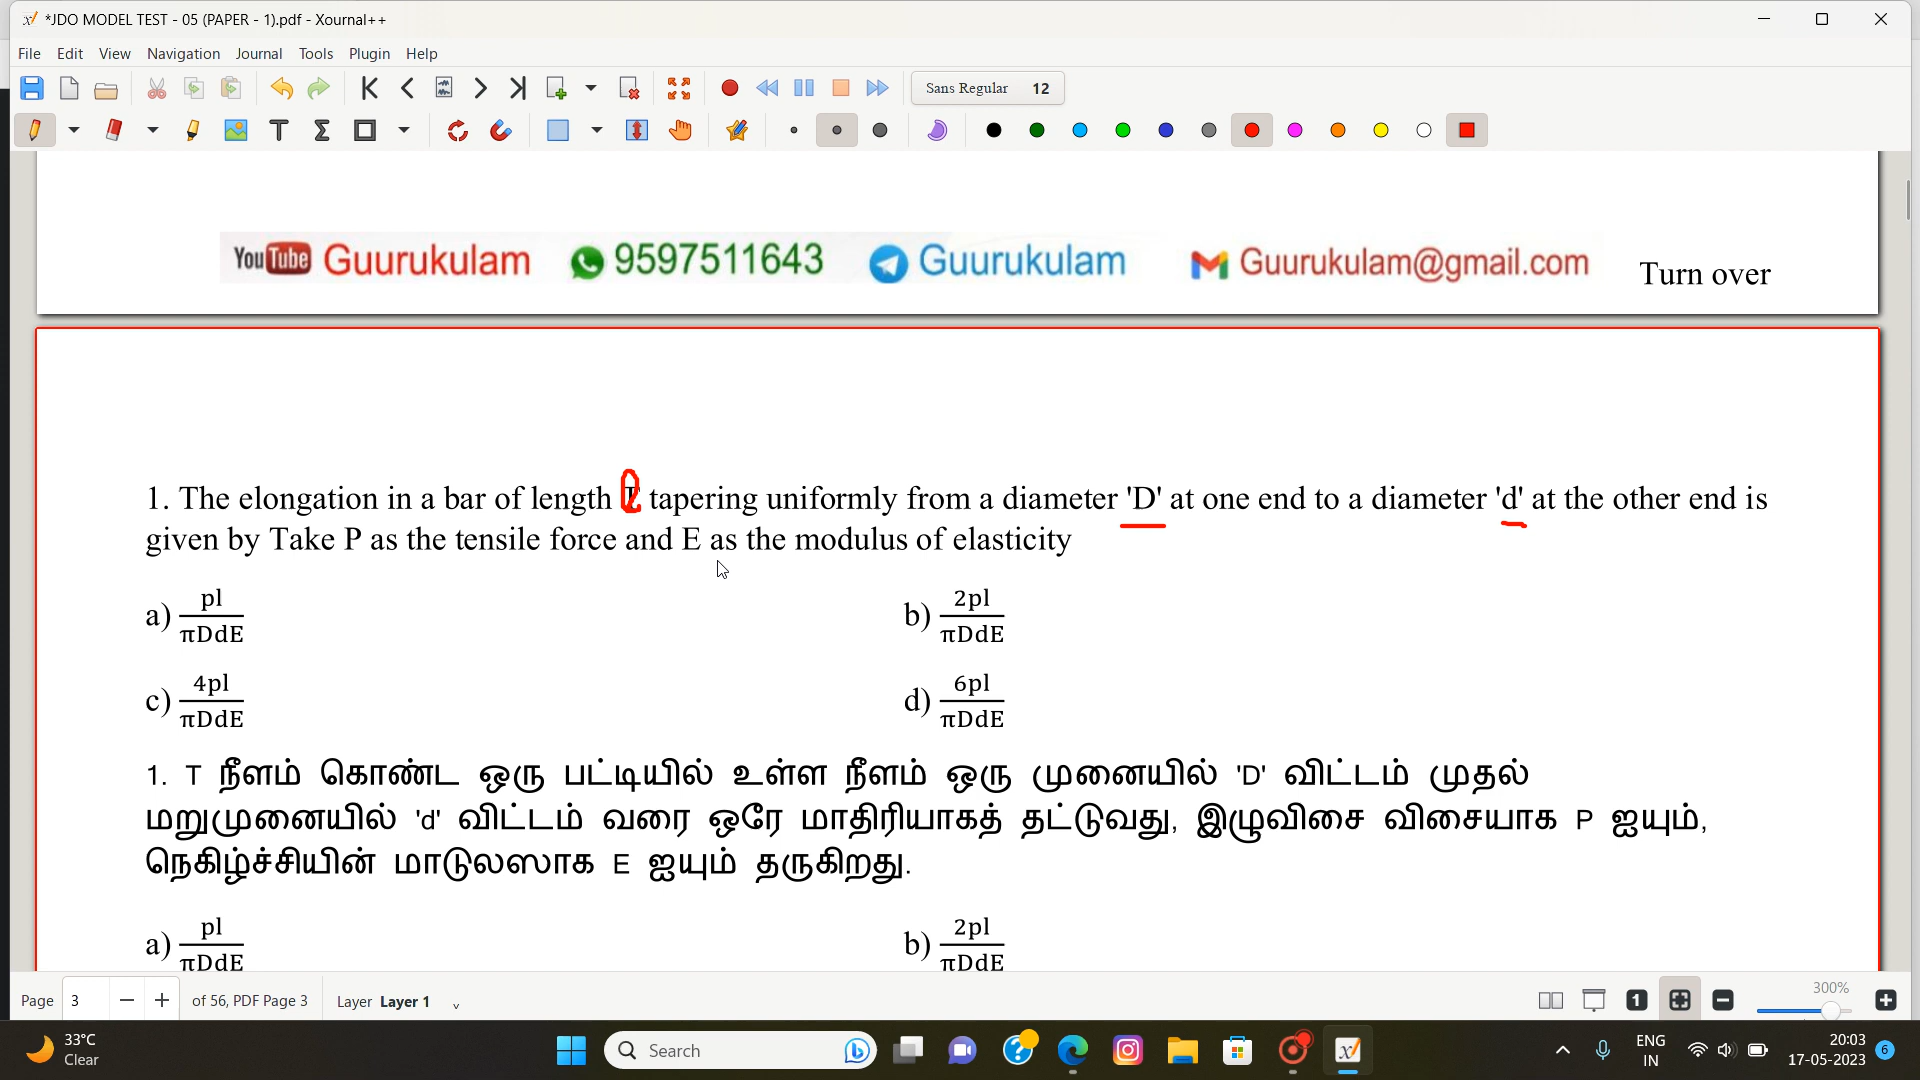 *JDO MODEL TEST - 05 (PAPER - 1).pdf - Xournal++
File Edit View Navigation Journal Tools Plugin Help
Sans Regular 12
YouTube Guurukulam 9597511643 Guurukulam Guurukulam@gmail.com Turn over
1. The elongation in a bar of length l tapering uniformly from a diameter 'D' at one end to a diameter 'd' at the other end is
given by Take P as the tensile force and E as the modulus of elasticity
a) pl/πDdE b) 2pl/πDdE
c) 4pl/πDdE d) 6pl/πDdE
1. T நீளம் கொண்ட ஒரு பட்டியில் உள்ள நீளம் ஒரு முனையில் 'D' விட்டம் முதல்
மறுமுனையில் 'd' விட்டம் வரை ஒரே மாதிரியாகத் தட்டுவது, இழுவிசை விசையாக P ஐயும்,
நெகிழ்ச்சியின் மாடுலஸாக E ஐயும் தருகிறது.
a) pl/πDdE b) 2pl/πDdE
Page 3 of 56, PDF Page 3 Layer Layer 1 300%
33°C
Clear
Search
ENG
IN
20:03
17-05-2023 6